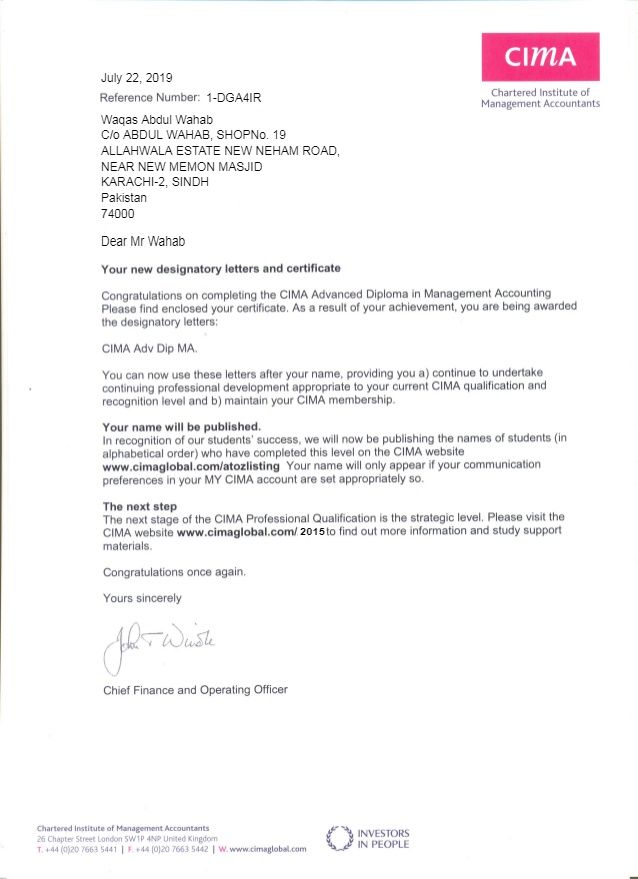 CIMA
Chartered Institute of
Management Accountants
July 22, 2019
Reference Number: 1-DGA4IR
Waqas Abdul Wahab
C/o ABDUL WAHAB, SHOPNo. 19
ALLAHWALA ESTATE NEW NEHAM ROAD,
NEAR NEW MEMON MASJID
KARACHI-2, SINDH
Pakistan
74000
Dear Mr Wahab
Your new designatory letters and certificate
Congratulations on completing the CIMA Advanced Diploma in Management Accounting
Please find enclosed your certificate. As a result of your achievement, you are being awarded
the designatory letters:
CIMA Adv Dip MA.
You can now use these letters after your name, providing you a) continue to undertake
continuing professional development appropriate to your current CIMA qualification and
recognition level and b) maintain your CIMA membership.
Your name will be published.
In recognition of our students' success, we will now be publishing the names of students (in
alphabetical order) who have completed this level on the CIMA website
www.cimaglobal.com/atozlisting Your name will only appear if your communication
preferences in your MY CIMA account are set appropriately so.
The next step
The next stage of the CIMA Professional Qualification is the strategic level. Please visit the
CIMA website www.cimaglobal.com/ 2015 to find out more information and study support
materials.
Congratulations once again.
Yours sincerely
Chief Finance and Operating Officer
Chartered Institute of Management Accountants
26 Chapter Street London SW1P 4NP United Kingdom
T. +44 (0)20 7663 5441 | F. +44 (0)20 7663 5442 | W. www.cimaglobal.com
INVESTORS
IN PEOPLE